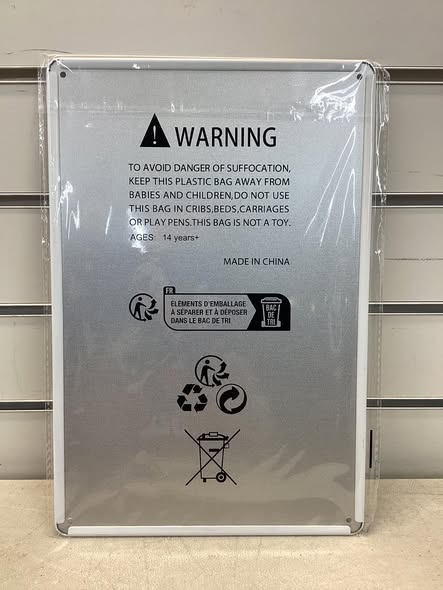 WARNING
TO AVOID DANGER OF SUFFOCATION,
KEEP THIS PLASTIC BAG AWAY FROM
BABIES AND CHILDREN,DO NOT USE
THIS BAG IN CRIBS,BEDS,CARRIAGES
OR PLAY PENS.THIS BAG IS NOT A TOY.
AGES: 14 years+
MADE IN CHINA
FR
ÉLÉMENTS D'EMBALLAGE
À SÉPARER ET À DÉPOSER
DANS LE BAC DE TRI
BAC
DE
TRI